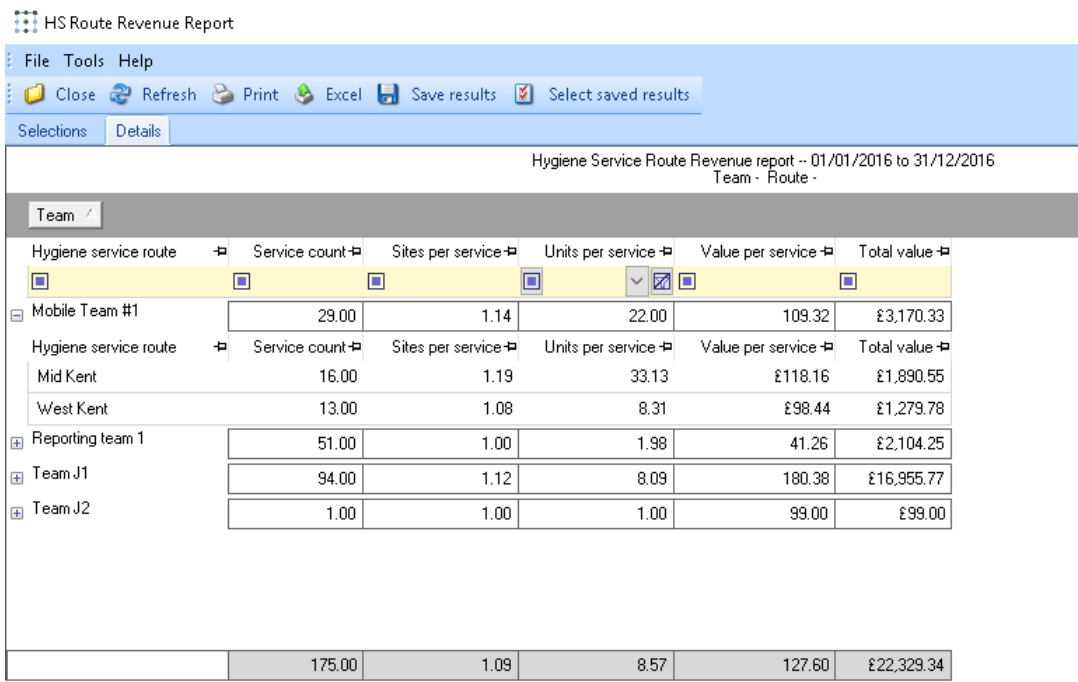 HS Route Revenue Report
File Tools Help
Close Refresh Print Excel Save results Select saved results
Selections Details
Hygiene Service Route Revenue report -- 01/01/2016 to 31/12/2016
Team - Route -
Team
Hygiene service route Service count Sites per service Units per service Value per service Total value
Mobile Team #1 29.00 1.14 22.00 109.32 £3,170.33
Hygiene service route Service count Sites per service Units per service Value per service Total value
Mid Kent 16.00 1.19 33.13 £118.16 £1,890.55
West Kent 13.00 1.08 8.31 £98.44 £1,279.78
Reporting team 1 51.00 1.00 1.98 41.26 £2,104.25
Team J1 94.00 1.12 8.09 180.38 £16,955.77
Team J2 1.00 1.00 1.00 99.00 £99.00
175.00 1.09 8.57 127.60 £22,329.34